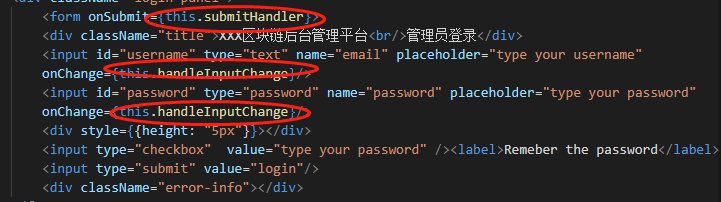 <form onSubmit={this.submitHandler}>
<div className="title">XXX区块链后台管理平台<br/>管理员登录</div>
<input id="username" type="text" name="email" placeholder="type your username"
onChange={this.handleInputChange}/>
<input id="password" type="password" name="password" placeholder="type your password"
onChange={this.handleInputChange}/
<div style={{height: "5px"}}></div>
<input type="checkbox"  value="type your password" /><label>Remeber the password</label>
<input type="submit" value="login"/>
<div className="error-info"></div>